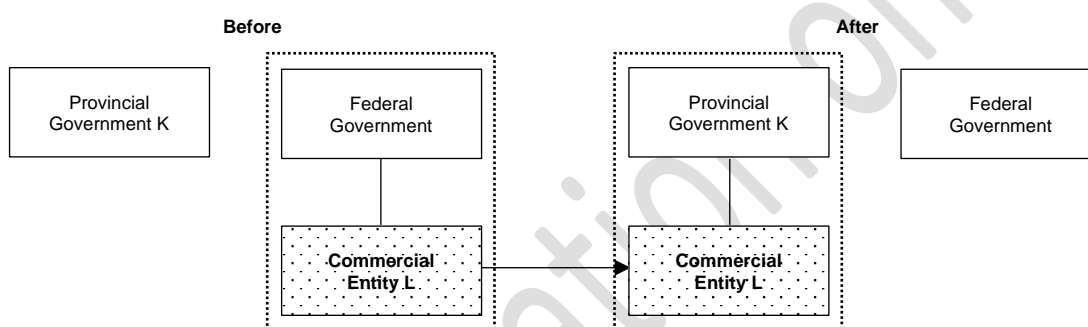 Before
After
Provincial
Government K
Federal
Government
Provincial
Government K
Federal
Government
Commercial
Entity L
Commercial
Entity L